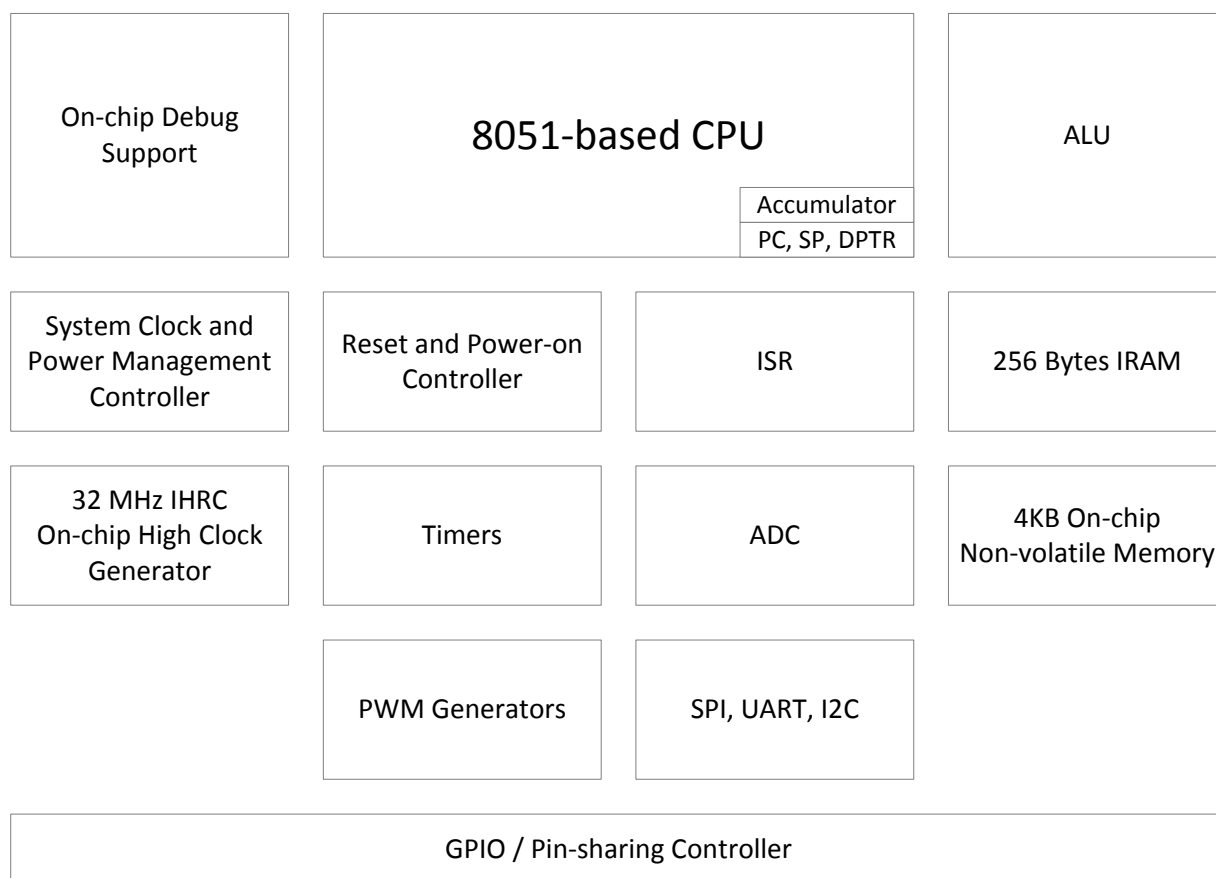 On-chip Debug
Support
8051-based CPU
Accumulator
PC, SP, DPTR
ALU
System Clock and
Power Management
Controller
Reset and Power-on
Controller
ISR
256 Bytes IRAM
32 MHz IHRC
On-chip High Clock
Generator
Timers
ADC
4KB On-chip
Non-volatile Memory
PWM Generators
SPI, UART, I2C
GPIO / Pin-sharing Controller